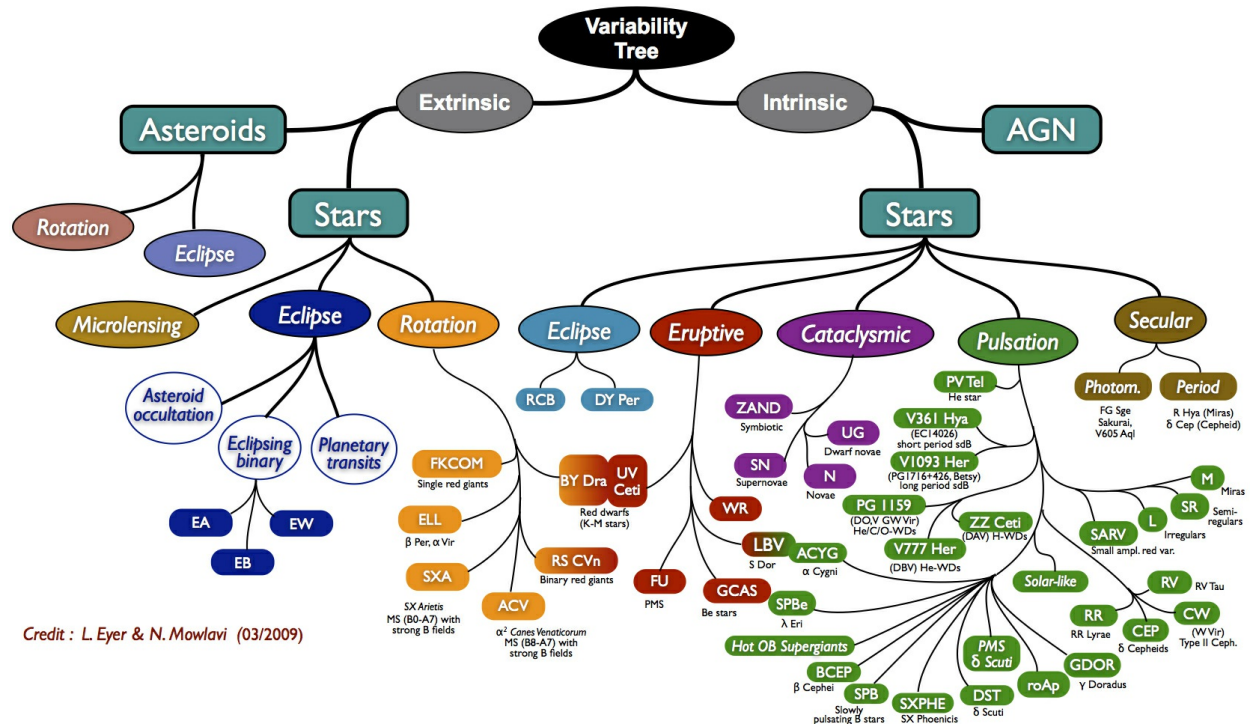 Variability
Tree
Extrinsic
Intrinsic
Asteroids
AGN
Stars
Stars
Rotation
Eclipse
Microlensing
Eclipse
Rotation
Eclipse
Eruptive
Cataclysmic
Pulsation
Secular
Asteroid
occultation
Eclipsing
binary
Planetary
transits
EA
EW
EB
FKCOM
Single red giants
ELL
β Per, α Vir
SXA
SX Arietis
MS (B0-A7) with
strong B fields
ACV
α² Canes Venaticorum
MS (B8-A7) with
strong B fields
BY Dra
UV
Ceti
Red dwarfs
(K-M stars)
RS CVn
Binary red giants
RCB
DY Per
WR
LBV
S Dor
FU
PMS
GCAS
Be stars
ZAND
Symbiotic
UG
Dwarf novae
SN
Supernovae
N
Novae
PV Tel
He star
V361 Hya
(EC14026)
short period sdB
V1093 Her
(PG1716+426, Betsy)
long period sdB
PG 1159
(DO,V GW Vir)
He/C/O-WDs
ZZ Ceti
(DAV) H-WDs
V777 Her
(DBV) He-WDs
ACYG
α Cygni
SPBe
λ Eri
Hot OB Supergiants
BCEP
β Cephei
SPB
Slowly
pulsating B stars
SXPHE
SX Phoenicis
DST
δ Scuti
PMS
δ Scuti
roAp
GDOR
γ Doradus
Solar-like
RR
RR Lyrae
CEP
δ Cepheids
RV
RV Tau
CW
(W Vir)
Type II Ceph.
SARV
Small ampl. red var.
L
Irregulars
SR
Semi-
regulars
M
Miras
Photom.
FG Sge
Sakurai,
V605 Aql
Period
R Hya (Miras)
δ Cep (Cepheid)
Credit : L. Eyer & N. Mowlavi (03/2009)